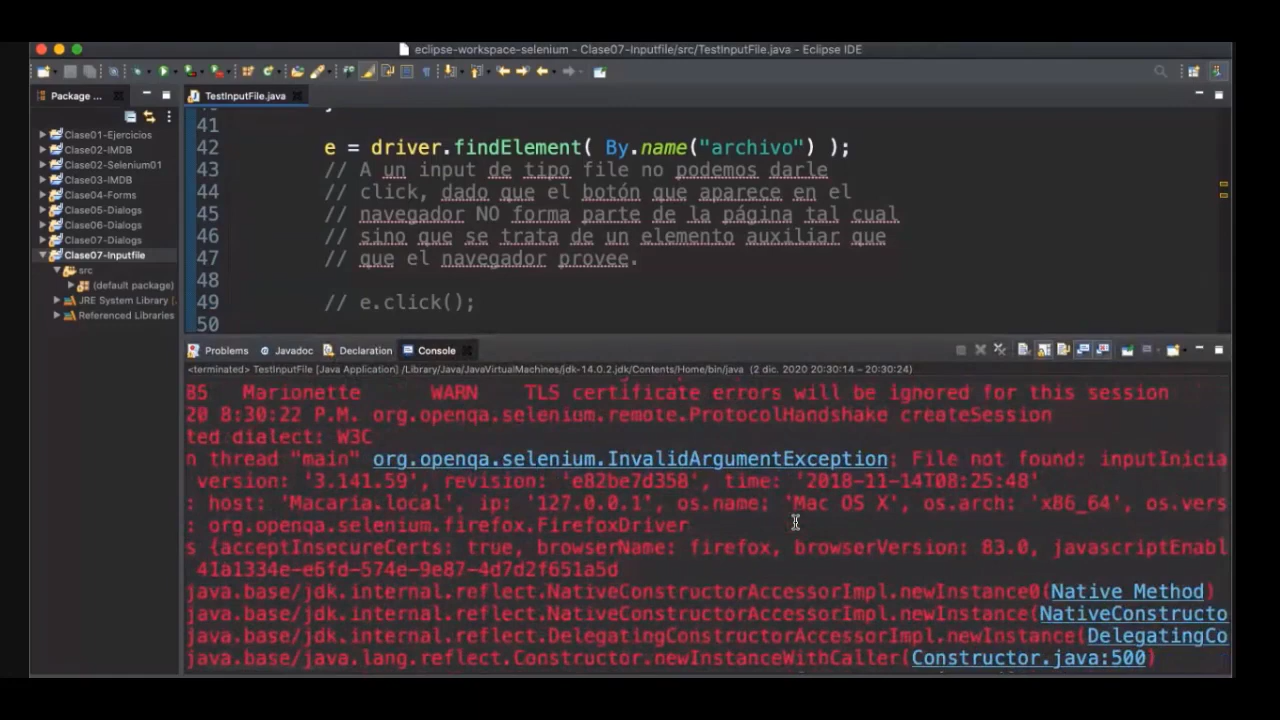 eclipse-workspace-selenium - Clase07-Inputfile/src/TestInputFile.java - Eclipse IDE
Package ...
TestInputFile.java
Clase01-Ejercicios
Clase02-IMDB
Clase02-Selenium01
Clase03-IMDB
Clase04-Forms
Clase05-Dialogs
Clase06-Dialogs
Clase07-Dialogs
Clase07-Inputfile
src
(default package)
JRE System Library [.
Referenced Libraries
41
42 e = driver.findElement( By.name("archivo") );
43 // A un input de tipo file no podemos darle
44 // click, dado que el botón que aparece en el
45 // navegador NO forma parte de la página tal cual
46 // sino que se trata de un elemento auxiliar que
47 // que el navegador provee.
48
49 // e.click();
50
Problems Javadoc Declaration Console
<terminated> TestInputFile [Java Application] /Library/Java/JavaVirtualMachines/jdk-14.0.2.jdk/Contents/Home/bin/java (2 dic. 2020 20:30:14 – 20:30:24)
85 Marionette WARN TLS certificate errors will be ignored for this session
20 8:30:22 P.M. org.openqa.selenium.remote.ProtocolHandshake createSession
ted dialect: W3C
n thread "main" org.openqa.selenium.InvalidArgumentException: File not found: inputInicia
version: '3.141.59', revision: 'e82be7d358', time: '2018-11-14T08:25:48'
: host: 'Macaria.local', ip: '127.0.0.1', os.name: 'Mac OS X', os.arch: 'x86_64', os.vers
: org.openqa.selenium.firefox.FirefoxDriver
s {acceptInsecureCerts: true, browserName: firefox, browserVersion: 83.0, javascriptEnabl
41a1334e-e6fd-574e-9e87-4d7d2f651a5d
java.base/jdk.internal.reflect.NativeConstructorAccessorImpl.newInstance0(Native Method)
java.base/jdk.internal.reflect.NativeConstructorAccessorImpl.newInstance(NativeConstructo
java.base/jdk.internal.reflect.DelegatingConstructorAccessorImpl.newInstance(DelegatingCo
java.base/java.lang.reflect.Constructor.newInstanceWithCaller(Constructor.java:500)